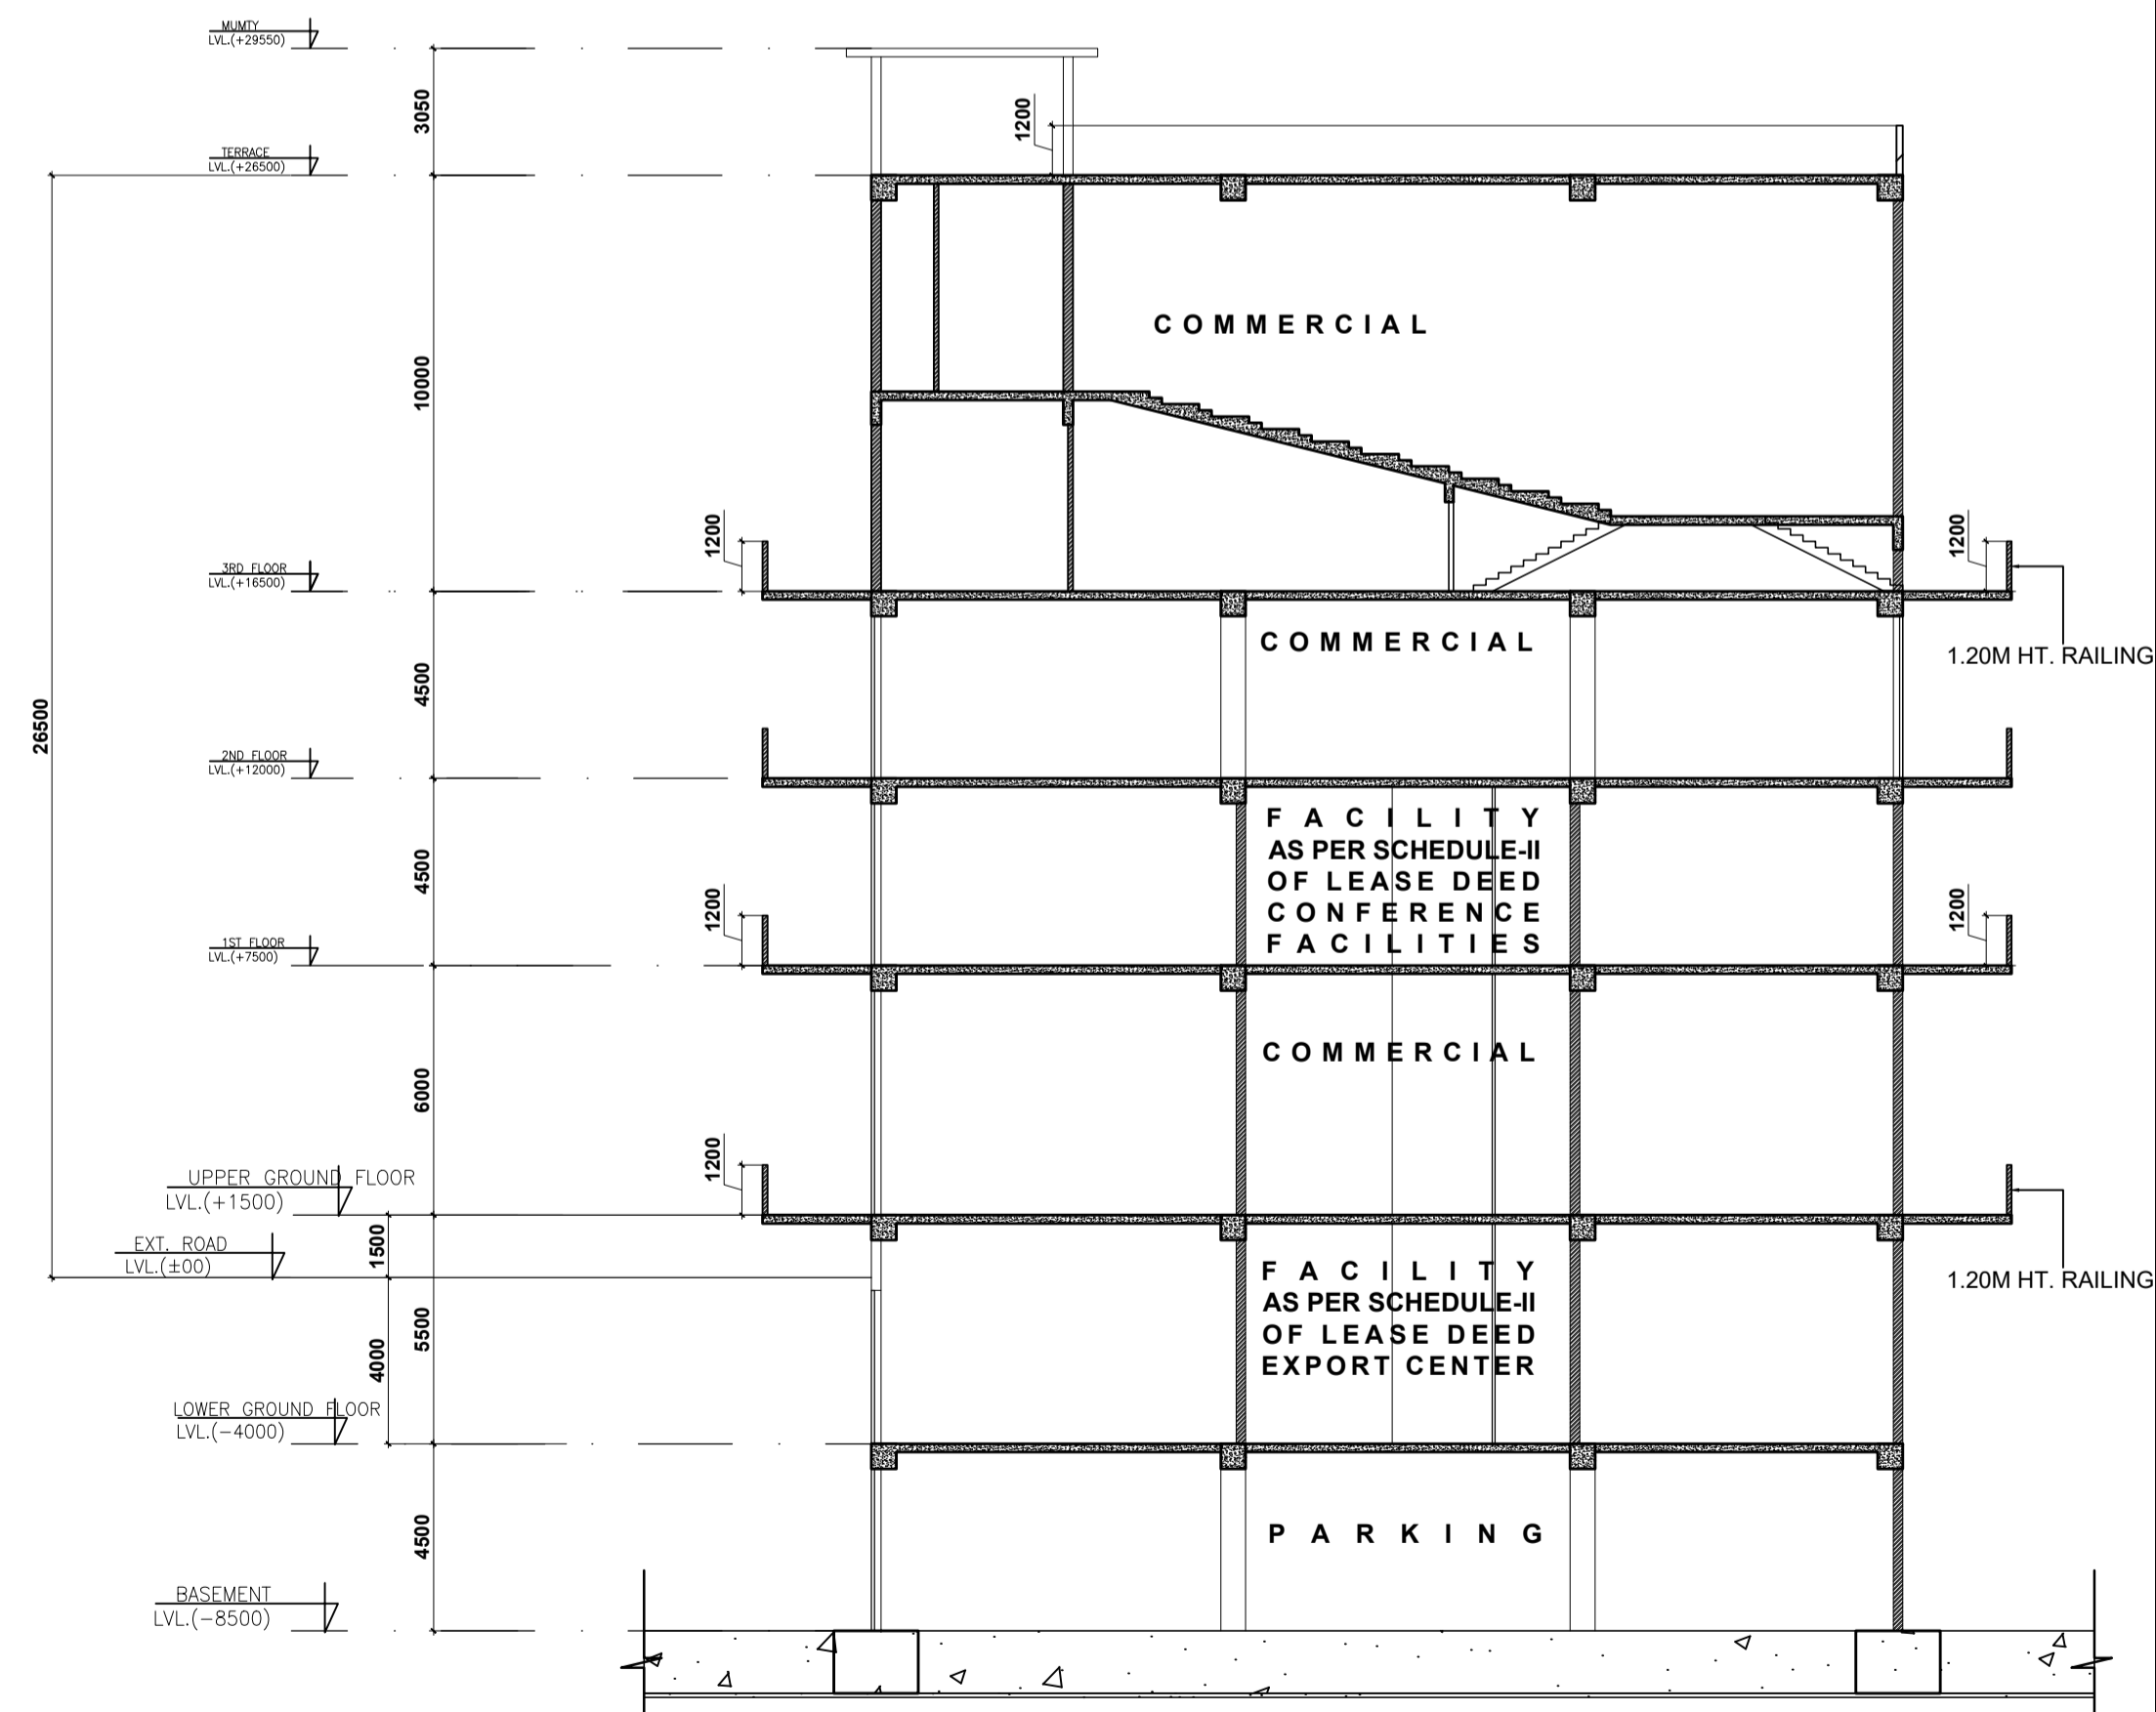 MUMTY
LVL.(+29550)
3050
1200
TERRACE
LVL.(+26500)
COMMERCIAL
10000
1200
1200
3RD FLOOR
LVL.(+16500)
COMMERCIAL
1.20M HT. RAILING
4500
26500
2ND FLOOR
LVL.(+12000)
FACILITY
AS PER SCHEDULE-II
OF LEASE DEED
CONFERENCE
FACILITIES
4500
1200
1200
1ST FLOOR
LVL.(+7500)
COMMERCIAL
6000
1200
UPPER GROUND FLOOR
LVL.(+1500)
1500
EXT. ROAD
LVL.(±00)
FACILITY
AS PER SCHEDULE-II
OF LEASE DEED
EXPORT CENTER
1.20M HT. RAILING
5500
4000
LOWER GROUND FLOOR
LVL.(-4000)
4500
PARKING
BASEMENT
LVL.(-8500)